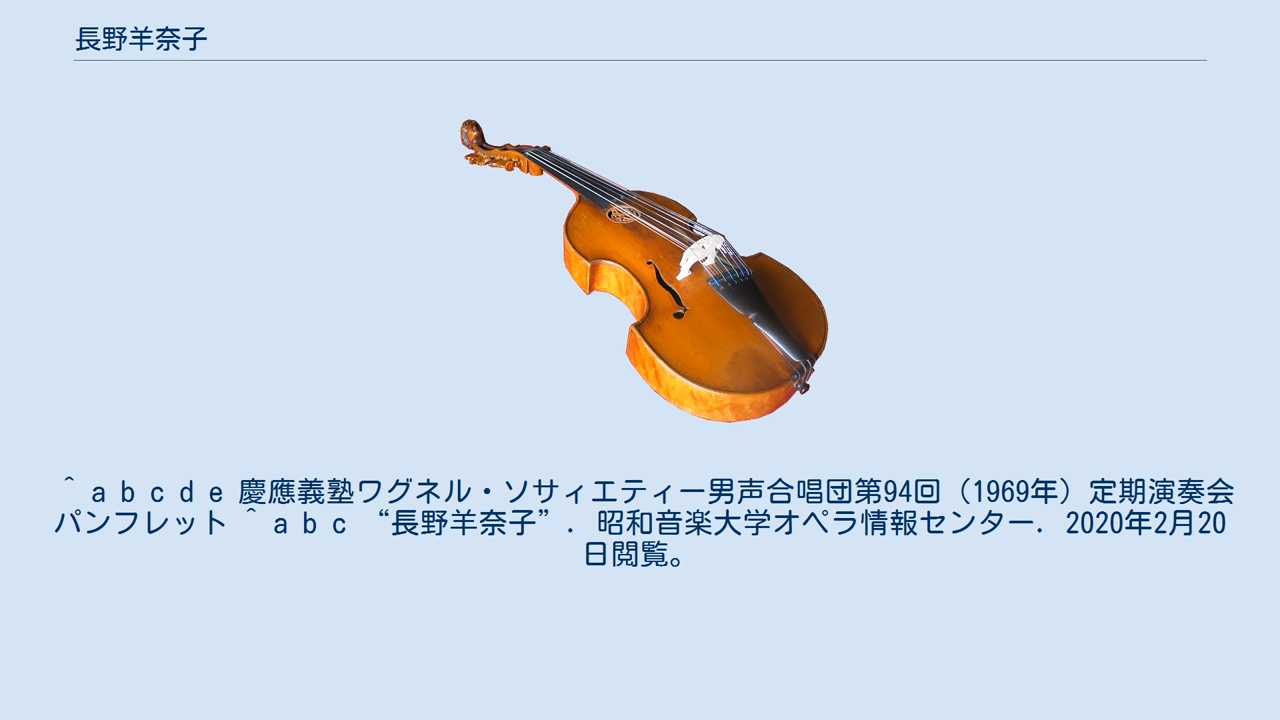 長野羊奈子
^ a b c d e 慶應義塾ワグネル・ソサィエティー男声合唱団第94回（1969年）定期演奏会
パンフレット ^ a b c “長野羊奈子”. 昭和音楽大学オペラ情報センター. 2020年2月20
日閲覧。